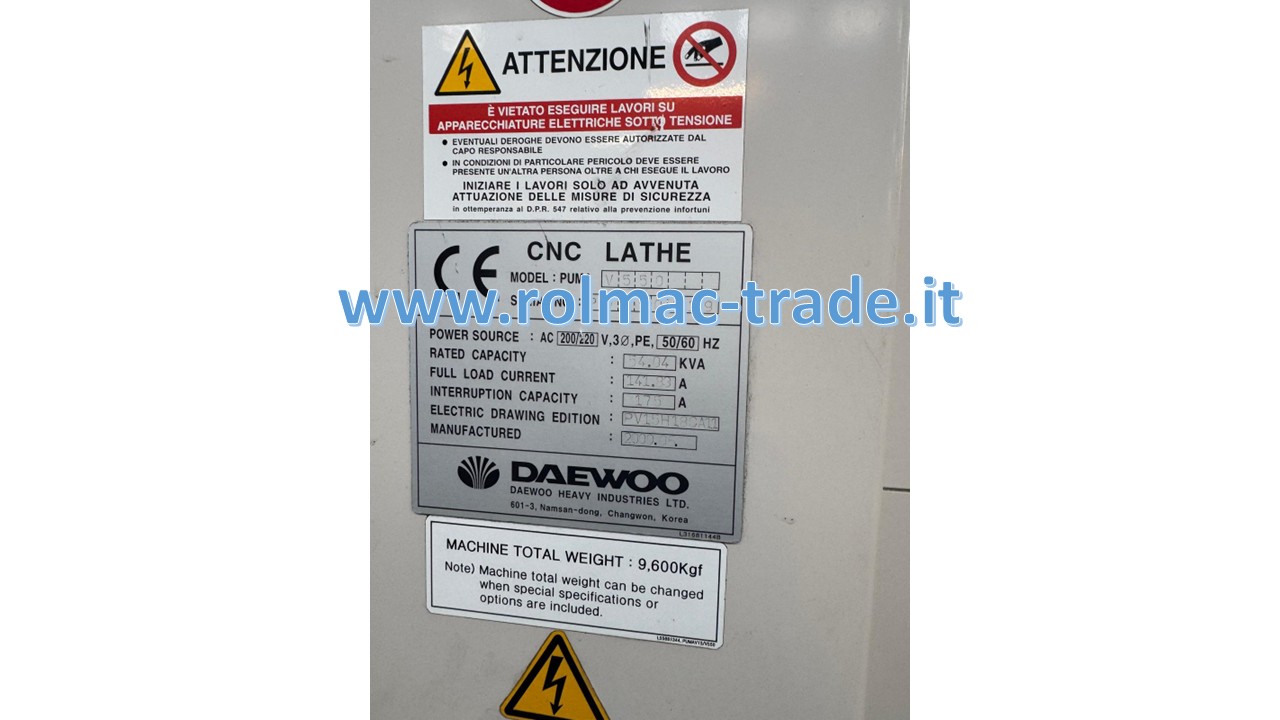 ATTENZIONE
È VIETATO ESEGUIRE LAVORI SU
APPARECCHIATURE ELETTRICHE SOTTO TENSIONE
● EVENTUALI DEROGHE DEVONO ESSERE AUTORIZZATE DAL
CAPO RESPONSABILE
● IN CONDIZIONI DI PARTICOLARE PERICOLO DEVE ESSERE
PRESENTE UN'ALTRA PERSONA OLTRE A CHI ESEGUE IL LAVORO
INIZIARE I LAVORI SOLO AD AVVENUTA
ATTUAZIONE DELLE MISURE DI SICUREZZA
in ottemperanza al D.P.R. 547 relativo alla prevenzione infortuni
CE CNC LATHE
MODEL : V550
www.rolmac-trade.it
POWER SOURCE : AC 200/220 V,3Ø,PE, 50/60 HZ
RATED CAPACITY : KVA
FULL LOAD CURRENT : A
INTERRUPTION CAPACITY : A
ELECTRIC DRAWING EDITION :
MANUFACTURED :
DAEWOO
DAEWOO HEAVY INDUSTRIES LTD.
601-3, Namsan-dong, Changwon, Korea
MACHINE TOTAL WEIGHT : 9,600Kgf
Note) Machine total weight can be changed
when special specifications or
options are included.